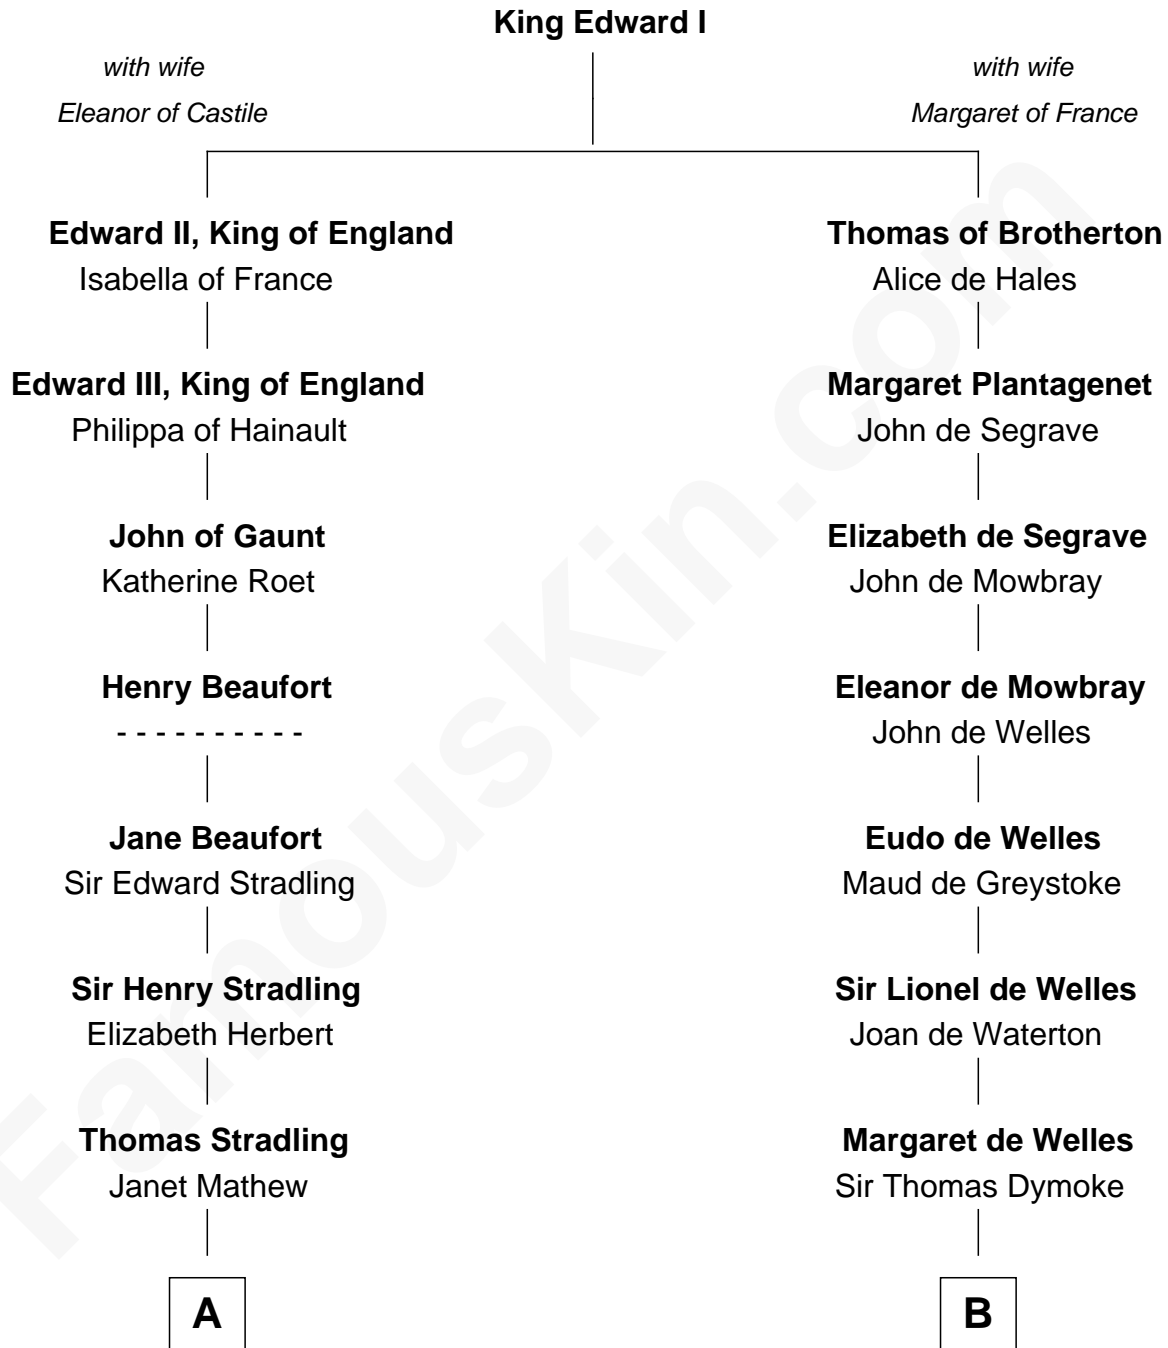 King Edward I
with wife
Eleanor of Castile
with wife
Margaret of France
Edward II, King of England
Isabella of France
Thomas of Brotherton
Alice de Hales
Edward III, King of England
Philippa of Hainault
Margaret Plantagenet
John de Segrave
John of Gaunt
Katherine Roet
Elizabeth de Segrave
John de Mowbray
Henry Beaufort
- - - - - - - - - -
Eleanor de Mowbray
John de Welles
Jane Beaufort
Sir Edward Stradling
Eudo de Welles
Maud de Greystoke
Sir Henry Stradling
Elizabeth Herbert
Sir Lionel de Welles
Joan de Waterton
Thomas Stradling
Janet Mathew
Margaret de Welles
Sir Thomas Dymoke
A
B
FamousKin.com